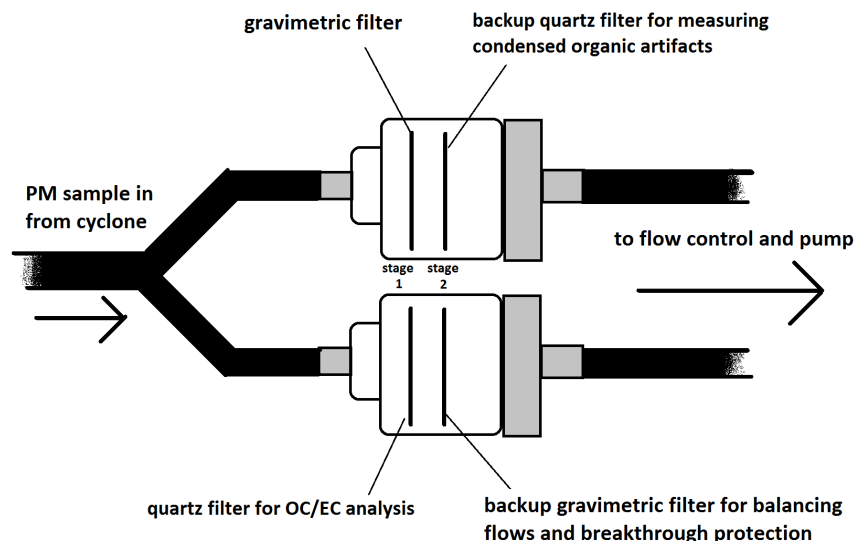 gravimetric filter
backup quartz filter for measuring
condensed organic artifacts
PM sample in
from cyclone
to flow control and pump
stage
1
stage
2
quartz filter for OC/EC analysis
backup gravimetric filter for balancing
flows and breakthrough protection